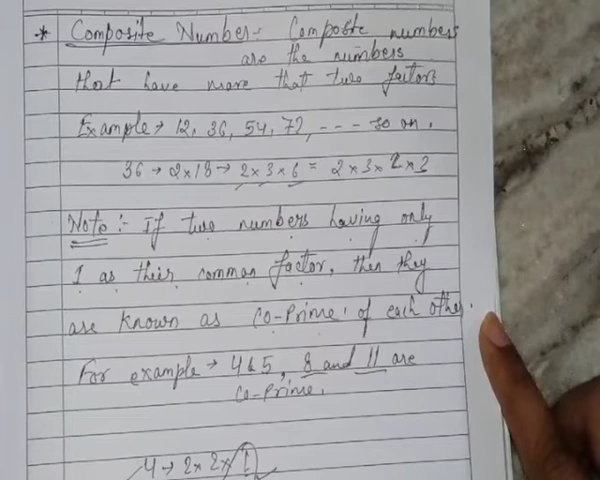 * Composite Number:- Composite numbers
are the numbers
that have more that two factors
Example → 12, 36, 54, 72, --- so on.
36 → 2×18 → 2×3×6 = 2×3×2×3
Note :- If two numbers having only
1 as their common factor, then they
are known as Co-Prime' of each other.
For example → 4 & 5, 8 and 11 are
Co-Prime.
4 → 2×2×1